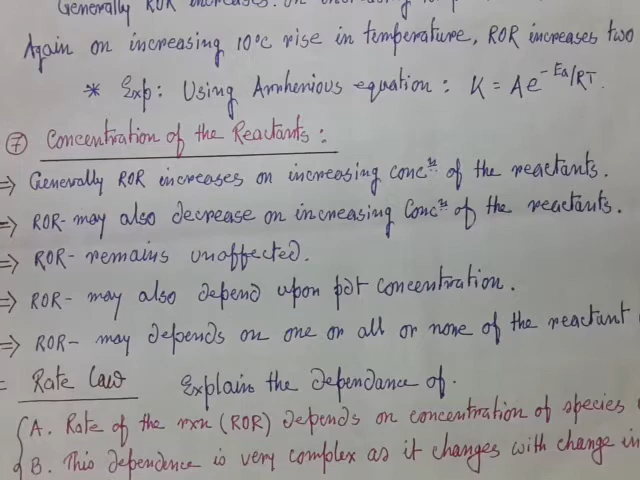 Generally ROR increases. On increasing
Again on increasing 10°C rise in temperature, ROR increases two
* Exp: Using Arrhenious equation: K = Ae^-Ea/RT.
⑦ Concentration of the Reactants:
⇒ Generally ROR increases on increasing concⁿ of the reactants.
⇒ ROR- may also decrease on increasing Concⁿ of the reactants.
⇒ ROR- remains unaffected.
⇒ ROR- may also depend upon pdt concentration.
⇒ ROR- may depends on one or all or none of the reactant
= Rate law Explain the dependance of.
A. Rate of the rxn (ROR) depends on concentration of species
B. This dependence is very complex as it changes with change in